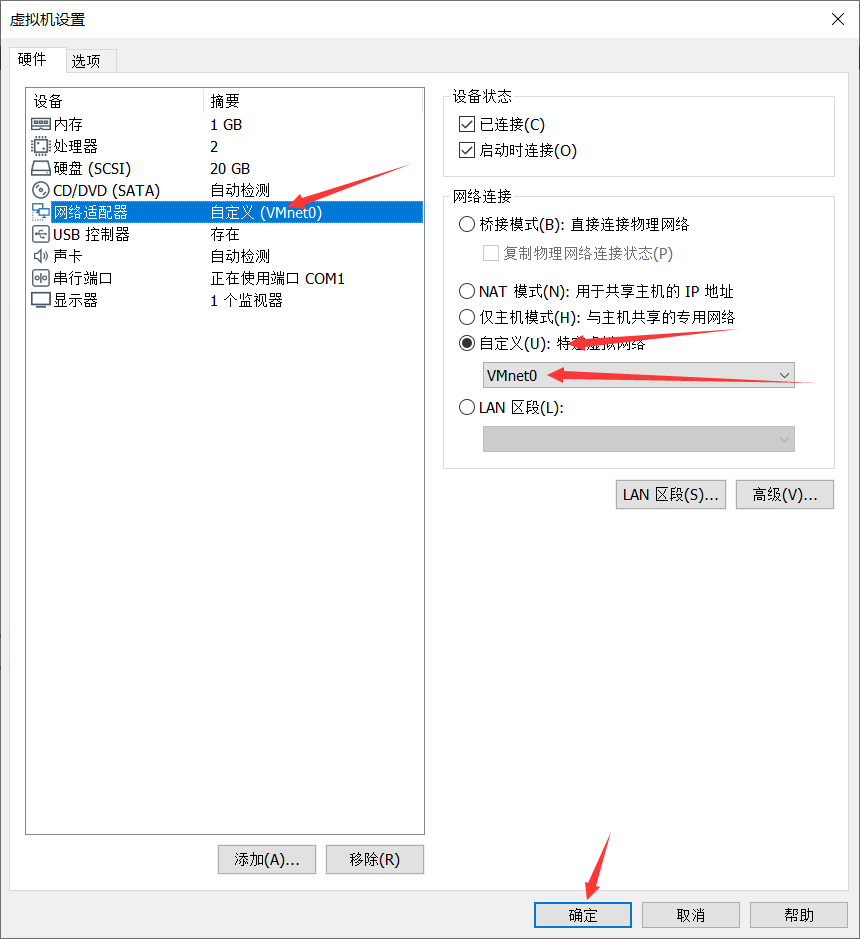 虚拟机设置
硬件 选项
设备 摘要
内存 1 GB
处理器 2
硬盘 (SCSI) 20 GB
CD/DVD (SATA) 自动检测
网络适配器 自定义 (VMnet0)
USB 控制器 存在
声卡 自动检测
串行端口 正在使用端口 COM1
显示器 1 个监视器
添加(A)... 移除(R)
设备状态
已连接(C)
启动时连接(O)
网络连接
桥接模式(B): 直接连接物理网络
复制物理网络连接状态(P)
NAT 模式(N): 用于共享主机的 IP 地址
仅主机模式(H): 与主机共享的专用网络
自定义(U): 特定虚拟网络
VMnet0
LAN 区段(L):
LAN 区段(S)... 高级(V)...
确定 取消 帮助